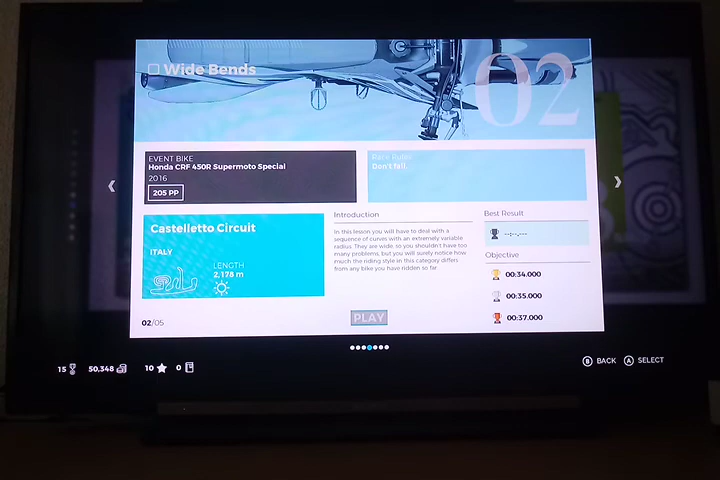 Wide Bends
02
EVENT BIKE
Honda CRF 450R Supermoto Special
2016
205 PP
Race Rules
Don't fall.
Castelletto Circuit
ITALY
LENGTH
2,178 m
Introduction
In this lesson you will have to deal with a
sequence of curves with an extremely variable
radius. They are wide, so you shouldn't have too
many problems, but you will surely notice how
much the riding style in this category differs
from any bike you have ridden so far
Best Result
--:--.---
Objective
00:34.000
00:35.000
00:37.000
02/05
PLAY
15
50,348
10
0
B BACK
A SELECT